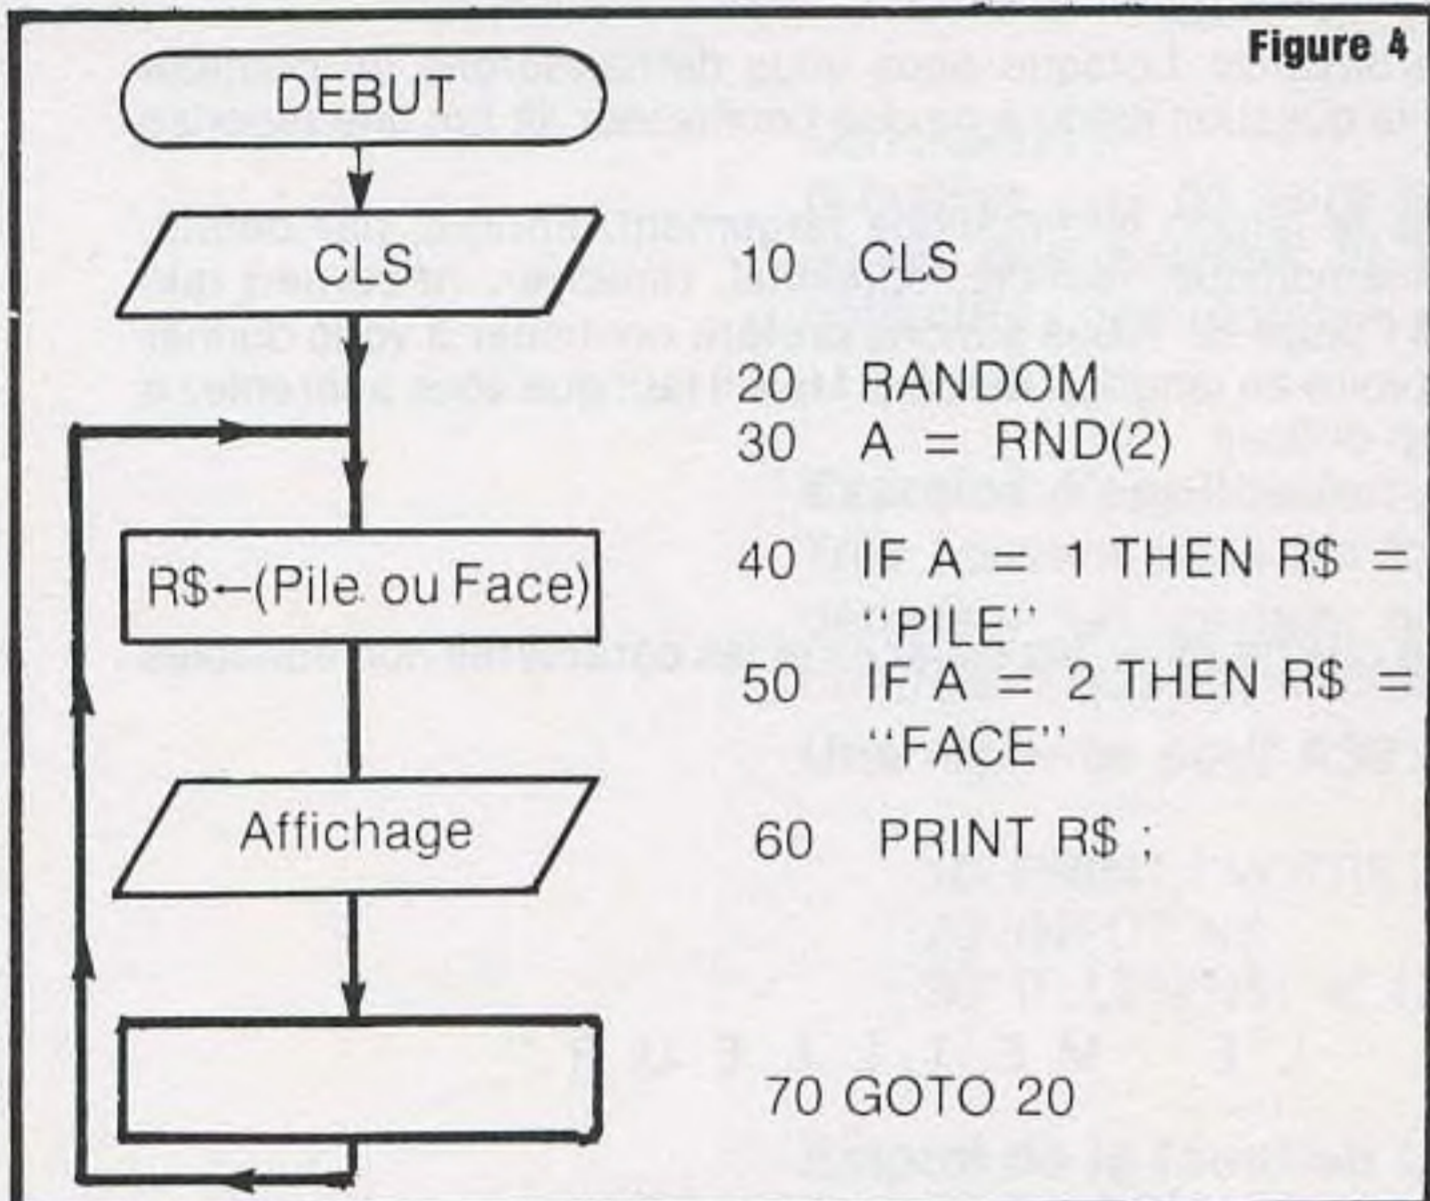 Figure 4
DEBUT
CLS
10 CLS
20 RANDOM
30 A = RND(2)
R$←(Pile ou Face)
40 IF A = 1 THEN R$ =
‘‘PILE’’
50 IF A = 2 THEN R$ =
‘‘FACE’’
Affichage
60 PRINT R$ ;
70 GOTO 20